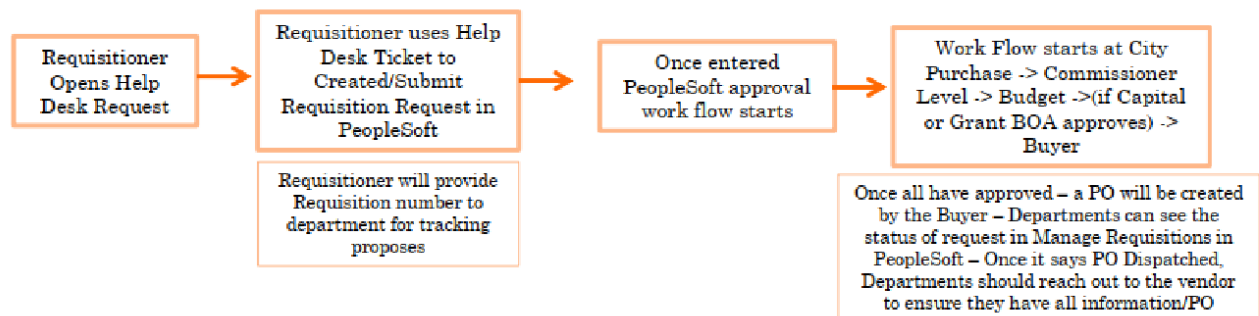 Requisitioner
Opens Help
Desk Request
Requisitioner uses Help
Desk Ticket to
Created/Submit
Requisition Request in
PeopleSoft
Requisitioner will provide
Requisition number to
department for tracking
proposes
Once entered
PeopleSoft approval
work flow starts
Work Flow starts at City
Purchase -> Commissioner
Level -> Budget ->(if Capital
or Grant BOA approves) ->
Buyer
Once all have approved – a PO will be created
by the Buyer – Departments can see the
status of request in Manage Requisitions in
PeopleSoft – Once it says PO Dispatched,
Departments should reach out to the vendor
to ensure they have all information/PO